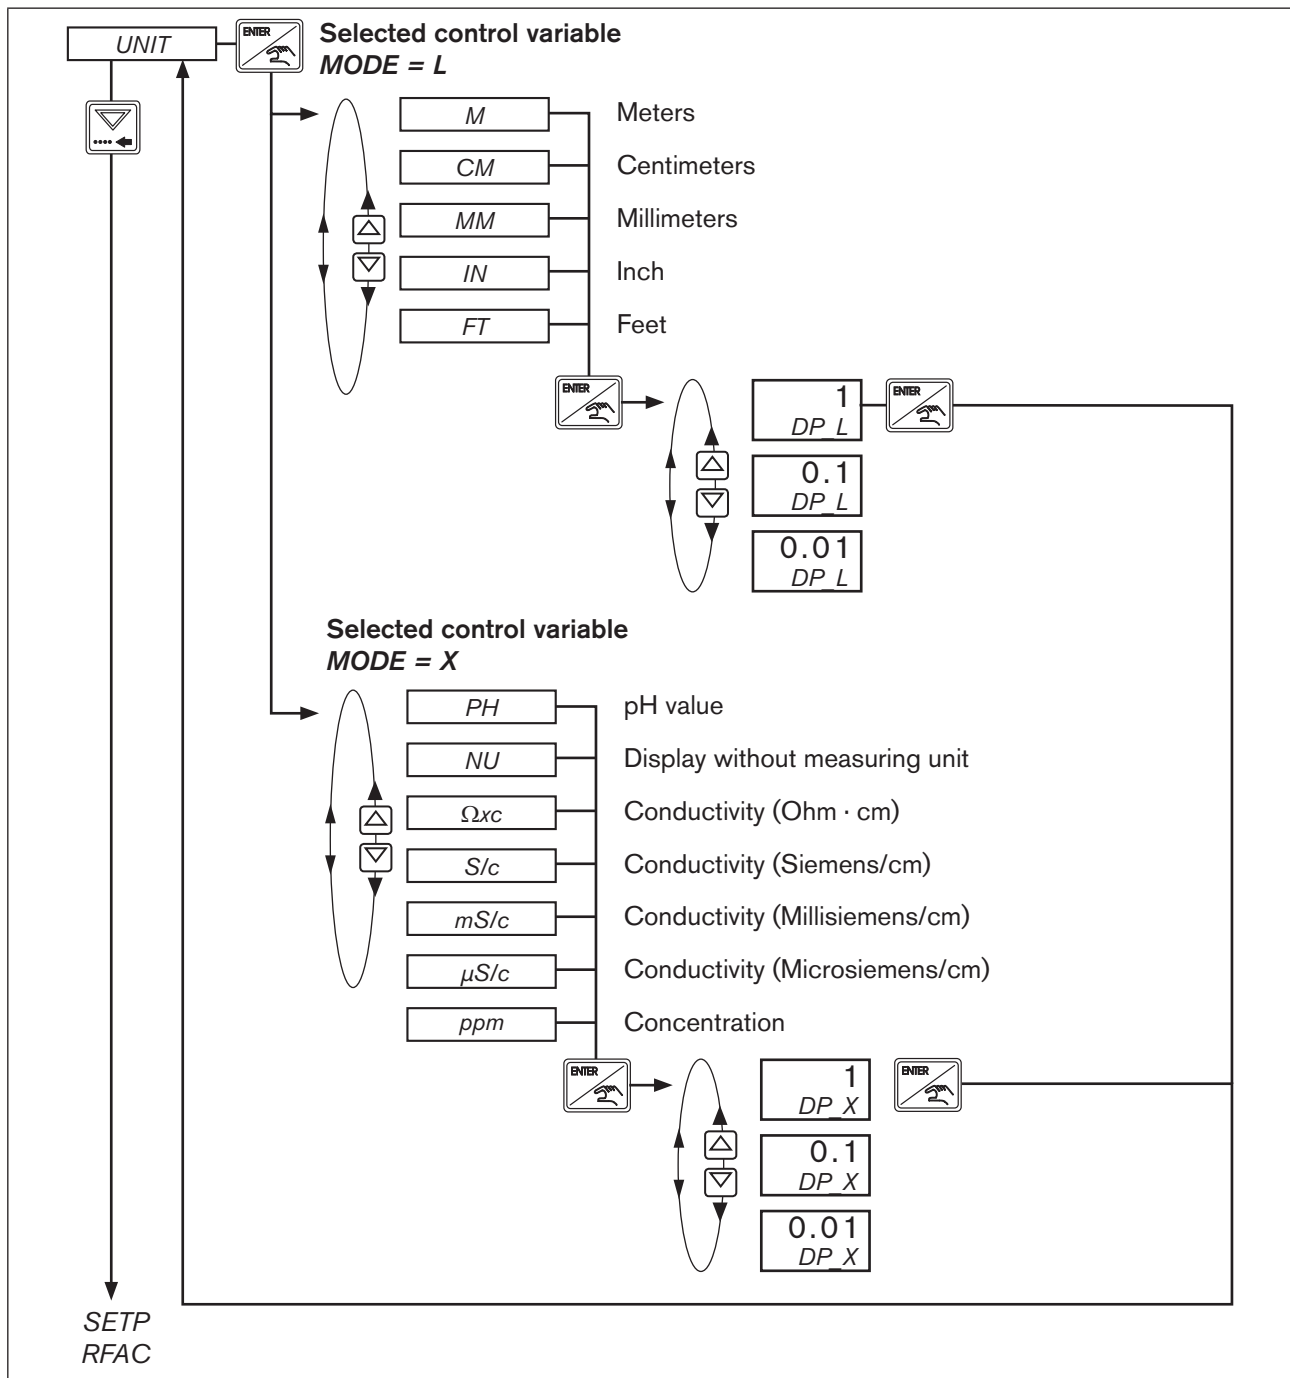 UNIT
ENTER
Selected control variable
MODE = L
M Meters
CM Centimeters
MM Millimeters
IN Inch
FT Feet
ENTER
1
DP_L
ENTER
0.1
DP_L
0.01
DP_L
Selected control variable
MODE = X
PH pH value
NU Display without measuring unit
Ωxc Conductivity (Ohm · cm)
S/c Conductivity (Siemens/cm)
mS/c Conductivity (Millisiemens/cm)
µS/c Conductivity (Microsiemens/cm)
ppm Concentration
ENTER
1
DP_X
ENTER
0.1
DP_X
0.01
DP_X
SETP
RFAC